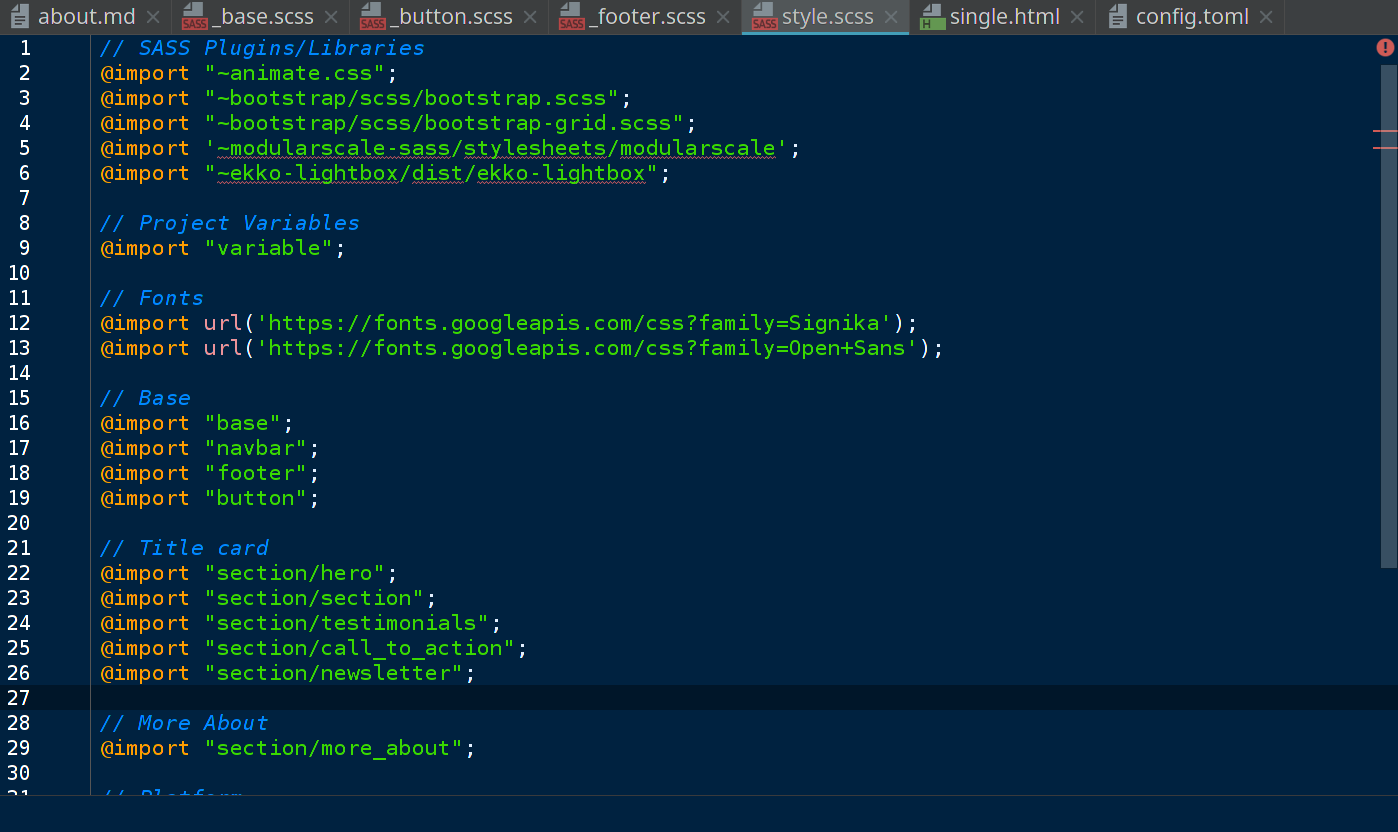 about.md _base.scss _button.scss _footer.scss style.scss single.html config.toml
1 // SASS Plugins/Libraries
2 @import "~animate.css";
3 @import "~bootstrap/scss/bootstrap.scss";
4 @import "~bootstrap/scss/bootstrap-grid.scss";
5 @import '~modularscale-sass/stylesheets/modularscale';
6 @import "~ekko-lightbox/dist/ekko-lightbox";
7
8 // Project Variables
9 @import "variable";
10
11 // Fonts
12 @import url('https://fonts.googleapis.com/css?family=Signika');
13 @import url('https://fonts.googleapis.com/css?family=Open+Sans');
14
15 // Base
16 @import "base";
17 @import "navbar";
18 @import "footer";
19 @import "button";
20
21 // Title card
22 @import "section/hero";
23 @import "section/section";
24 @import "section/testimonials";
25 @import "section/call_to_action";
26 @import "section/newsletter";
27
28 // More About
29 @import "section/more_about";
30
31 // Platform